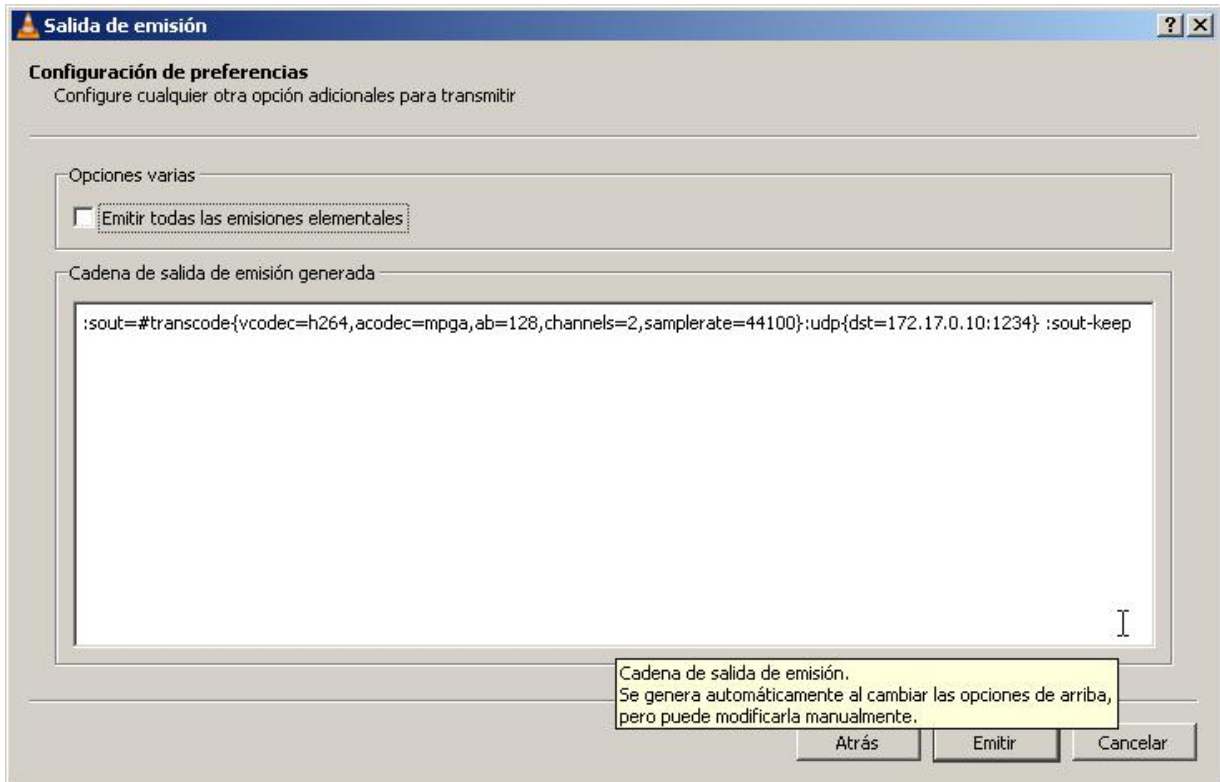 Salida de emisión
Configuración de preferencias
Configure cualquier otra opción adicionales para transmitir
Opciones varias
Emitir todas las emisiones elementales
Cadena de salida de emisión generada
:sout=#transcode{vcodec=h264,acodec=mpga,ab=128,channels=2,samplerate=44100}:udp{dst=172.17.0.10:1234} :sout-keep
Cadena de salida de emisión.
Se genera automáticamente al cambiar las opciones de arriba,
pero puede modificarla manualmente.
Atrás Emitir Cancelar